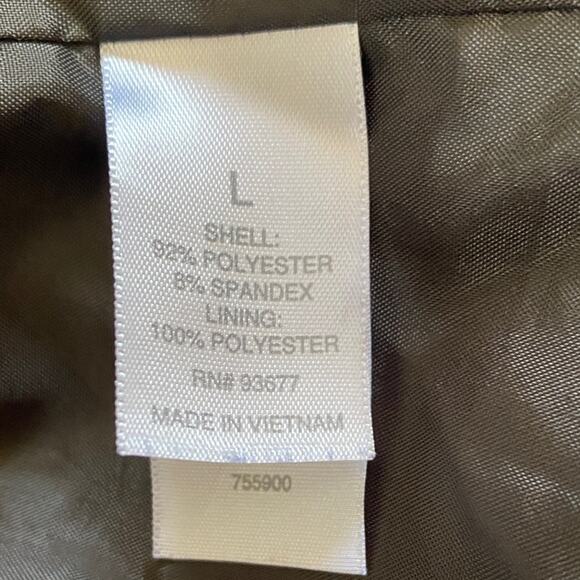 L
SHELL:
92% POLYESTER
8% SPANDEX
LINING:
100% POLYESTER
RN# 93677
MADE IN VIETNAM
755900